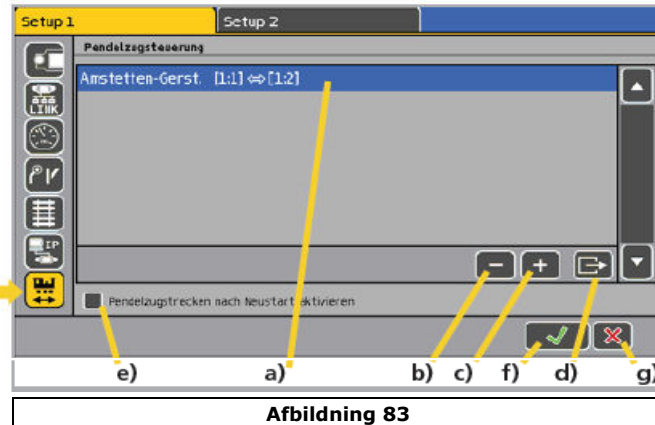 Setup 1 Setup 2
Pendelzugsteuerung
Amstetten-Gerst. [1:1] ⇔ [1:2]
LINK
IP
Pendelzugstrecken nach Neustart aktivieren
e) a) b) c) f) d) g)
Afbildning 83